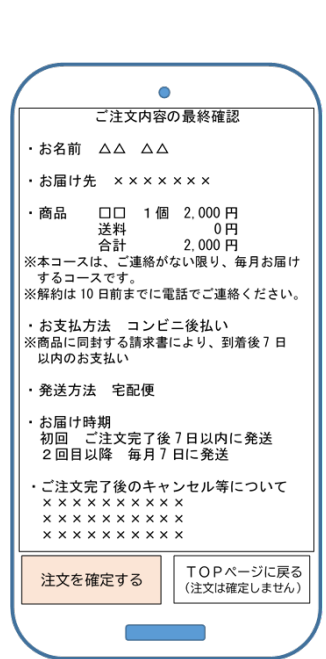 ご注文内容の最終確認
・お名前 △△ △△
・お届け先 ×××××××
・商品 □□ 1個 2,000円
送料 0円
合計 2,000円
※本コースは、ご連絡がない限り、毎月お届け
するコースです。
※解約は10日前までに電話でご連絡ください。
・お支払方法 コンビニ後払い
※商品に同封する請求書により、到着後7日
以内のお支払い
・発送方法 宅配便
・お届け時期
初回 ご注文完了後7日以内に発送
2回目以降 毎月7日に発送
・ご注文完了後のキャンセル等について
××××××××××
××××××××××
××××××××××
注文を確定する
TOPページに戻る
(注文は確定しません)